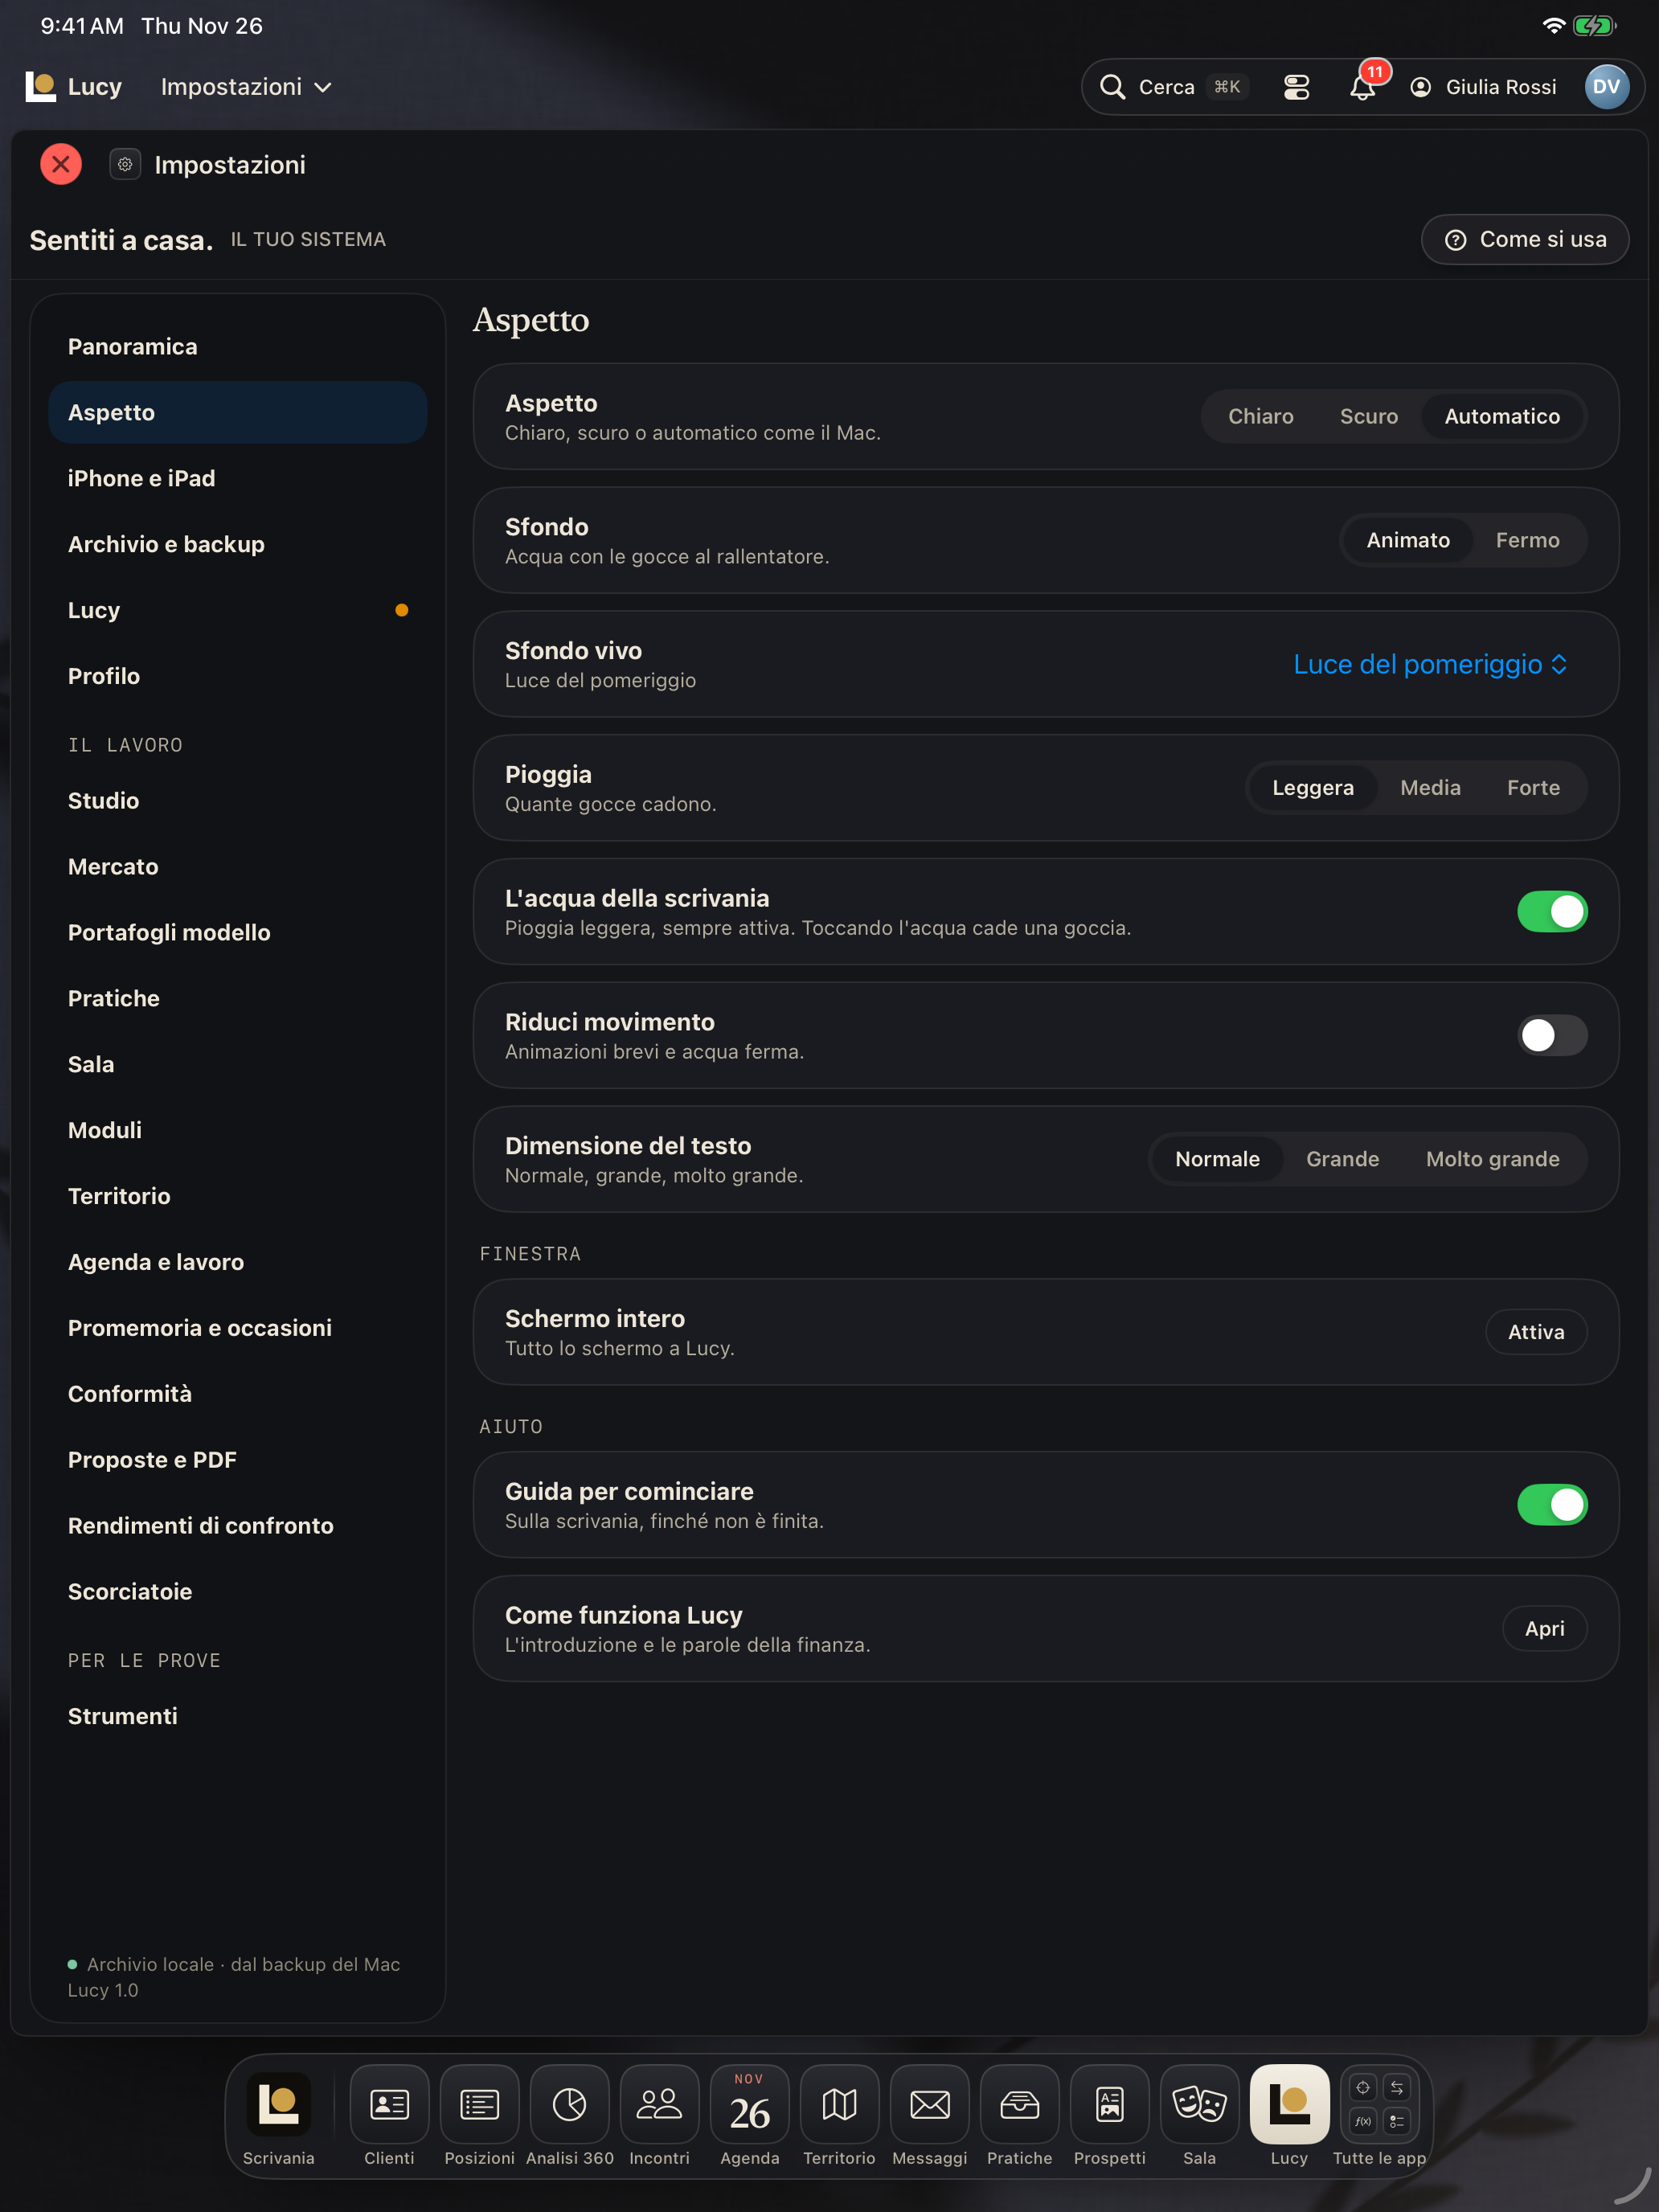 9:41 AM Thu Nov 26
Lucy Impostazioni
Cerca ⌘K 11 Giulia Rossi DV
Impostazioni
Sentiti a casa. IL TUO SISTEMA
Come si usa
Panoramica
Aspetto
iPhone e iPad
Archivio e backup
Lucy
Profilo
IL LAVORO
Studio
Mercato
Portafogli modello
Pratiche
Sala
Moduli
Territorio
Agenda e lavoro
Promemoria e occasioni
Conformità
Proposte e PDF
Rendimenti di confronto
Scorciatoie
PER LE PROVE
Strumenti
Archivio locale · dal backup del Mac
Lucy 1.0
Aspetto
Aspetto
Chiaro, scuro o automatico come il Mac.
Chiaro Scuro Automatico
Sfondo
Acqua con le gocce al rallentatore.
Animato Fermo
Sfondo vivo
Luce del pomeriggio
Luce del pomeriggio
Pioggia
Quante gocce cadono.
Leggera Media Forte
L'acqua della scrivania
Pioggia leggera, sempre attiva. Toccando l'acqua cade una goccia.
Riduci movimento
Animazioni brevi e acqua ferma.
Dimensione del testo
Normale, grande, molto grande.
Normale Grande Molto grande
FINESTRA
Schermo intero
Tutto lo schermo a Lucy.
Attiva
AIUTO
Guida per cominciare
Sulla scrivania, finché non è finita.
Come funziona Lucy
L'introduzione e le parole della finanza.
Apri
NOV
26
f(x)
Scrivania Clienti Posizioni Analisi 360 Incontri Agenda Territorio Messaggi Pratiche Prospetti Sala Lucy Tutte le app